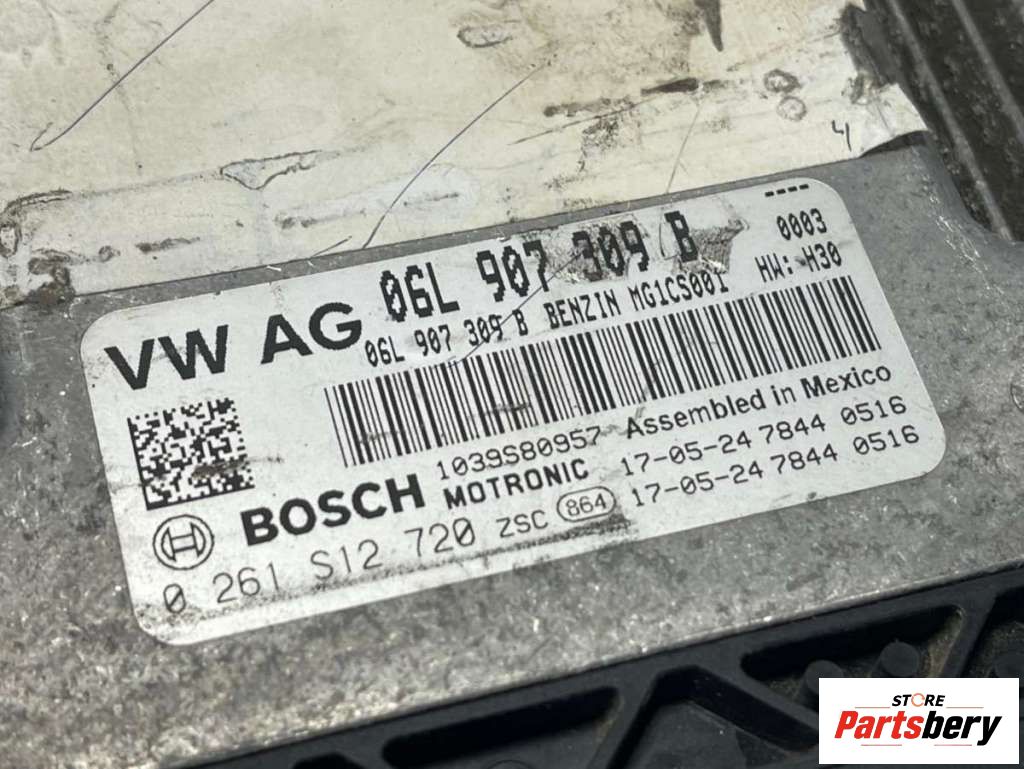 4
----
VW AG 06L 907 309 B 0003
06L 907 309 B BENZIN MG1CS001 HW: H30
1039S80957 Assembled in Mexico
BOSCH MOTRONIC 17-05-24 7844 0516
0 261 S12 720 ZSC 864 17-05-24 7844 0516
STORE
Partsbery